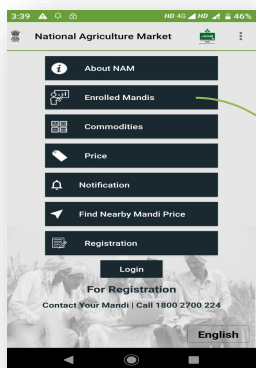 3:39 HD 4G HD 46%
National Agriculture Market
About NAM
Enrolled Mandis
Commodities
Price
Notification
Find Nearby Mandi Price
Registration
Login
For Registration
Contact Your Mandi | Call 1800 2700 224
English